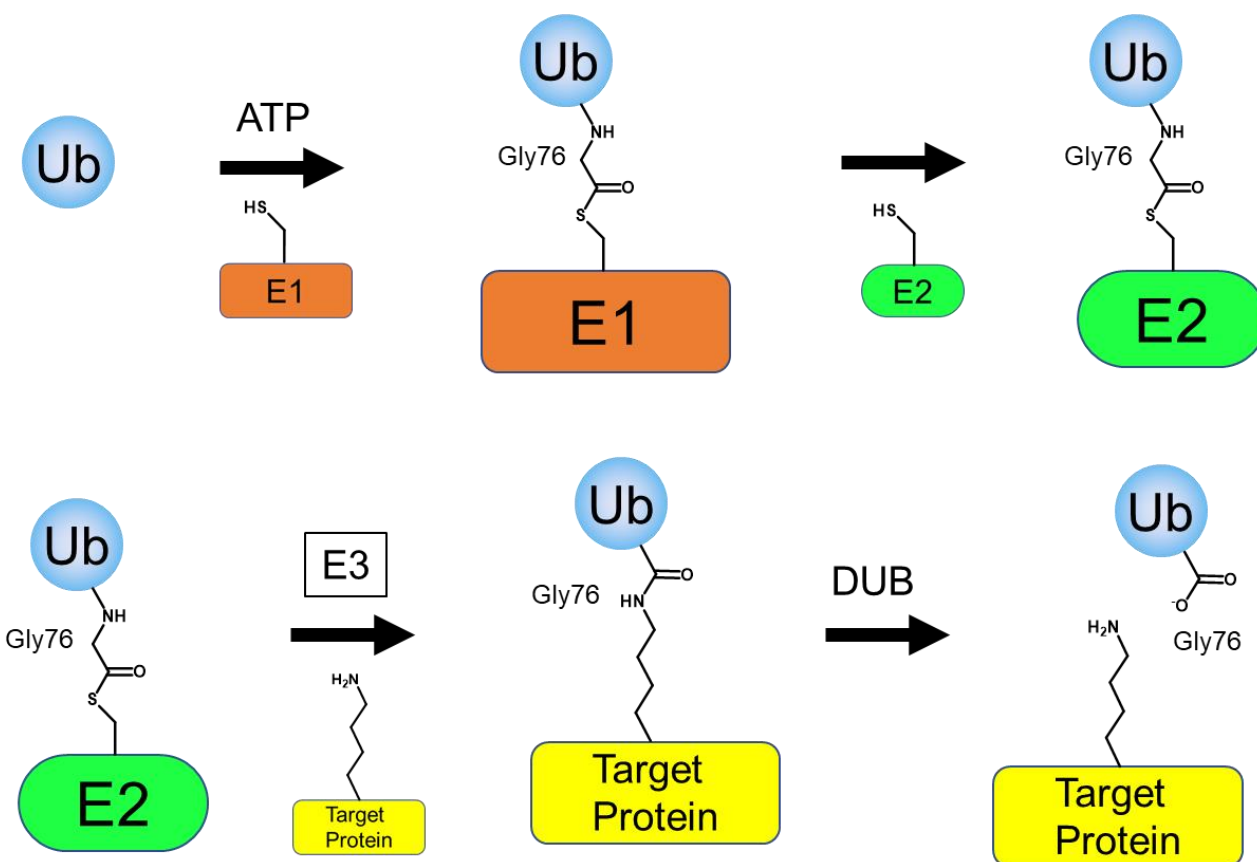 Ub
ATP
HS
E1
Ub
NH
Gly76
O
S
E1
HS
E2
Ub
NH
Gly76
O
S
E2
Ub
NH
Gly76
O
S
E2
E3
H₂N
Target
Protein
Ub
O
Gly76
HN
Target
Protein
DUB
Ub
O
⁻O
Gly76
H₂N
Target
Protein